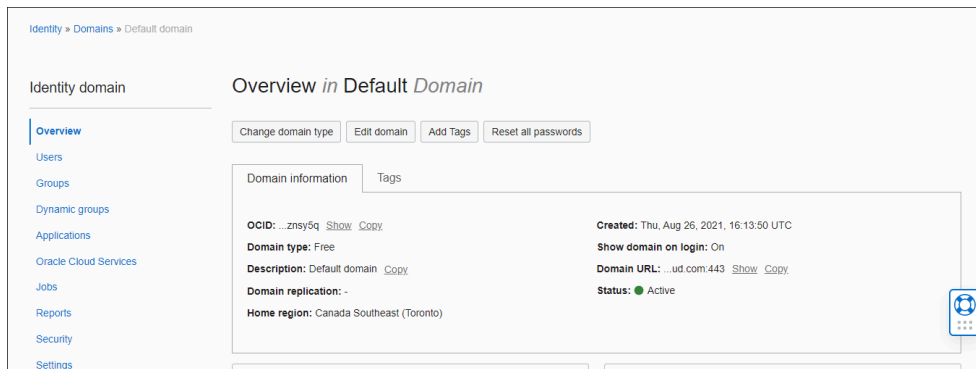 Identity » Domains » Default domain
Identity domain
Overview
Users
Groups
Dynamic groups
Applications
Oracle Cloud Services
Jobs
Reports
Security
Settings
Overview in Default Domain
Change domain type Edit domain Add Tags Reset all passwords
Domain information Tags
OCID: ...znsy5q Show Copy
Domain type: Free
Description: Default domain Copy
Domain replication: -
Home region: Canada Southeast (Toronto)
Created: Thu, Aug 26, 2021, 16:13:50 UTC
Show domain on login: On
Domain URL: ...ud.com:443 Show Copy
Status: Active